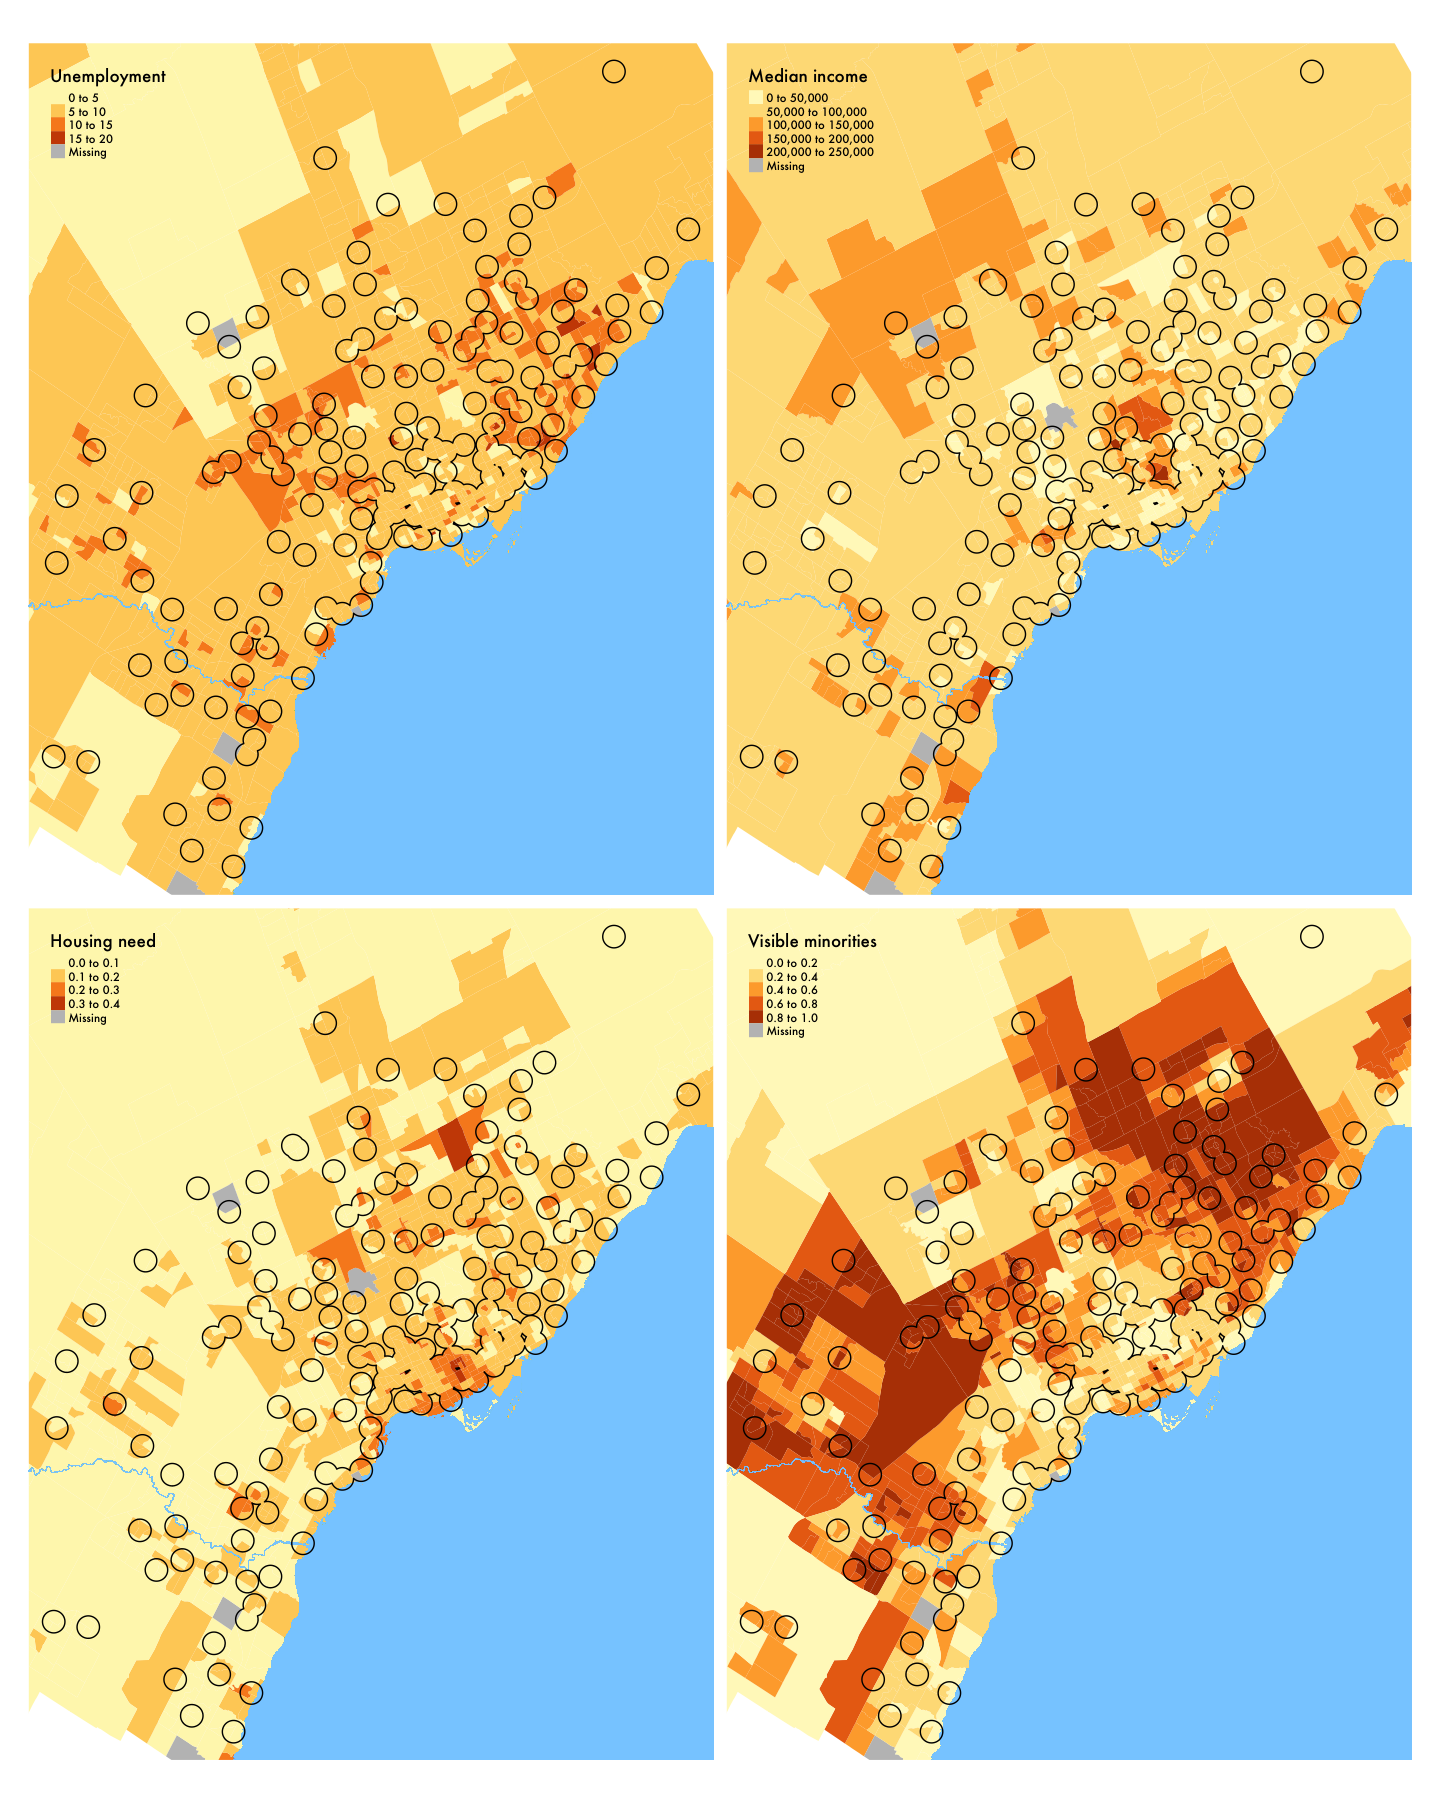 Unemployment
0 to 5
5 to 10
10 to 15
15 to 20
Missing
Median income
0 to 50,000
50,000 to 100,000
100,000 to 150,000
150,000 to 200,000
200,000 to 250,000
Missing
Housing need
0.0 to 0.1
0.1 to 0.2
0.2 to 0.3
0.3 to 0.4
Missing
Visible minorities
0.0 to 0.2
0.2 to 0.4
0.4 to 0.6
0.6 to 0.8
0.8 to 1.0
Missing